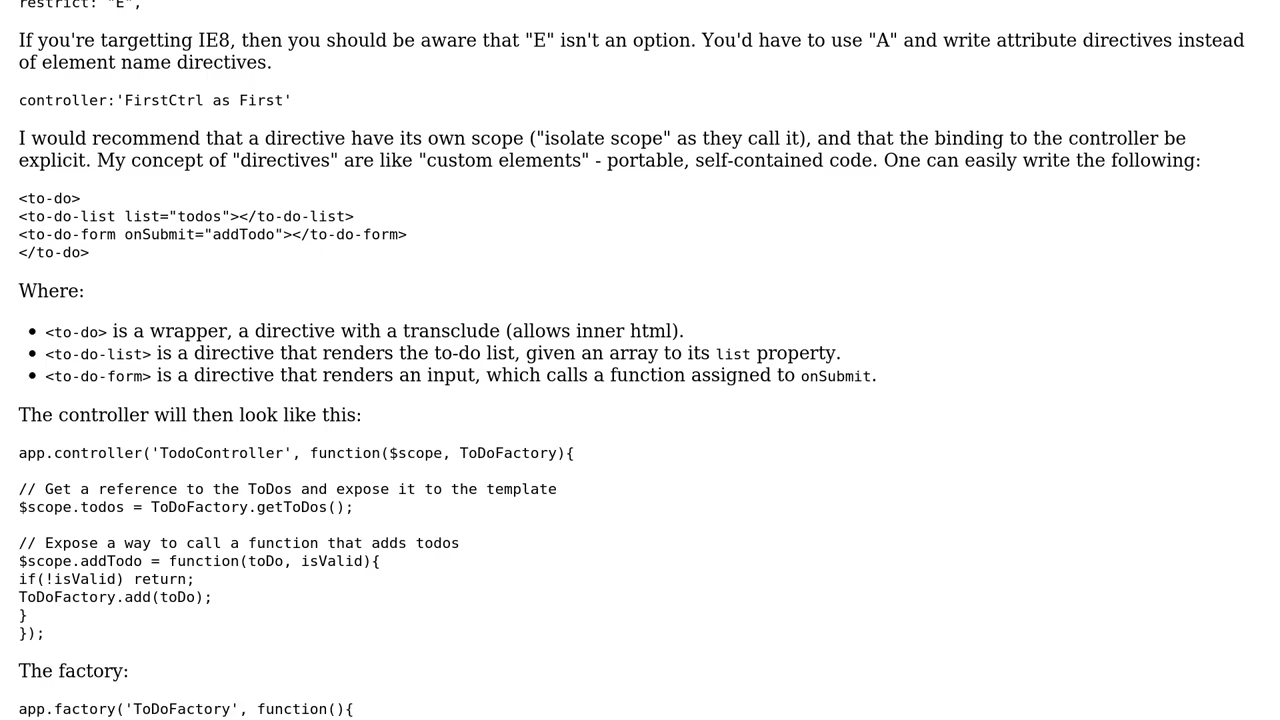 restrict: "E",
If you're targetting IE8, then you should be aware that "E" isn't an option. You'd have to use "A" and write attribute directives instead
of element name directives.
controller:'FirstCtrl as First'
I would recommend that a directive have its own scope ("isolate scope" as they call it), and that the binding to the controller be
explicit. My concept of "directives" are like "custom elements" - portable, self-contained code. One can easily write the following:
<to-do>
<to-do-list list="todos"></to-do-list>
<to-do-form onSubmit="addTodo"></to-do-form>
</to-do>
Where:
• <to-do> is a wrapper, a directive with a transclude (allows inner html).
• <to-do-list> is a directive that renders the to-do list, given an array to its list property.
• <to-do-form> is a directive that renders an input, which calls a function assigned to onSubmit.
The controller will then look like this:
app.controller('TodoController', function($scope, ToDoFactory){
// Get a reference to the ToDos and expose it to the template
$scope.todos = ToDoFactory.getToDos();
// Expose a way to call a function that adds todos
$scope.addTodo = function(toDo, isValid){
if(!isValid) return;
ToDoFactory.add(toDo);
}
});
The factory:
app.factory('ToDoFactory', function(){